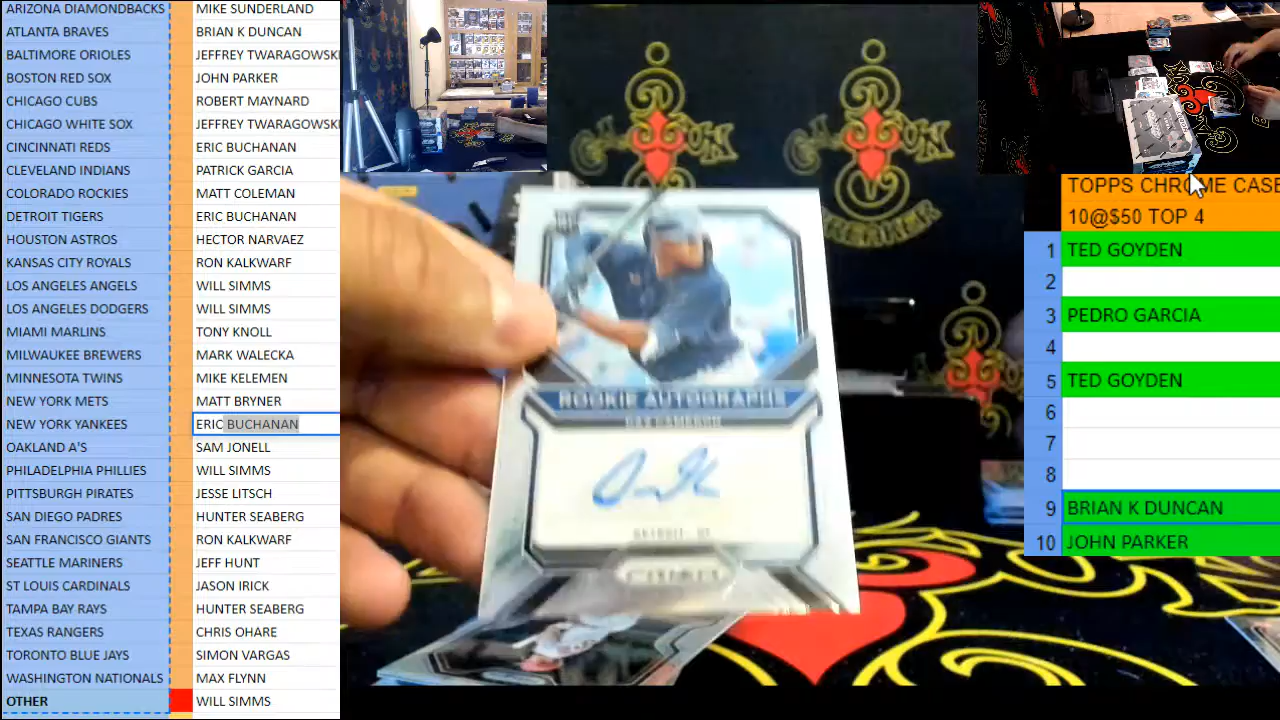 ARIZONA DIAMONDBACKS MIKE SUNDERLAND
ATLANTA BRAVES BRIAN K DUNCAN
BALTIMORE ORIOLES JEFFREY TWARAGOWSKI
BOSTON RED SOX JOHN PARKER
CHICAGO CUBS ROBERT MAYNARD
CHICAGO WHITE SOX JEFFREY TWARAGOWSKI
CINCINNATI REDS ERIC BUCHANAN
CLEVELAND INDIANS PATRICK GARCIA
COLORADO ROCKIES MATT COLEMAN
DETROIT TIGERS ERIC BUCHANAN
HOUSTON ASTROS HECTOR NARVAEZ
KANSAS CITY ROYALS RON KALKWARF
LOS ANGELES ANGELS WILL SIMMS
LOS ANGELES DODGERS WILL SIMMS
MIAMI MARLINS TONY KNOLL
MILWAUKEE BREWERS MARK WALECKA
MINNESOTA TWINS MIKE KELEMEN
NEW YORK METS MATT BRYNER
NEW YORK YANKEES ERIC BUCHANAN
OAKLAND A'S SAM JONELL
PHILADELPHIA PHILLIES WILL SIMMS
PITTSBURGH PIRATES JESSE LITSCH
SAN DIEGO PADRES HUNTER SEABERG
SAN FRANCISCO GIANTS RON KALKWARF
SEATTLE MARINERS JEFF HUNT
ST LOUIS CARDINALS JASON IRICK
TAMPA BAY RAYS HUNTER SEABERG
TEXAS RANGERS CHRIS OHARE
TORONTO BLUE JAYS SIMON VARGAS
WASHINGTON NATIONALS MAX FLYNN
OTHER WILL SIMMS
ROOKIE AUTOGRAPHS
DAZ CAMERON
DETROIT
PRIZM
TOPPS CHROME CASE
10@$50 TOP 4
1 TED GOYDEN
2
3 PEDRO GARCIA
4
5 TED GOYDEN
6
7
8
9 BRIAN K DUNCAN
10 JOHN PARKER